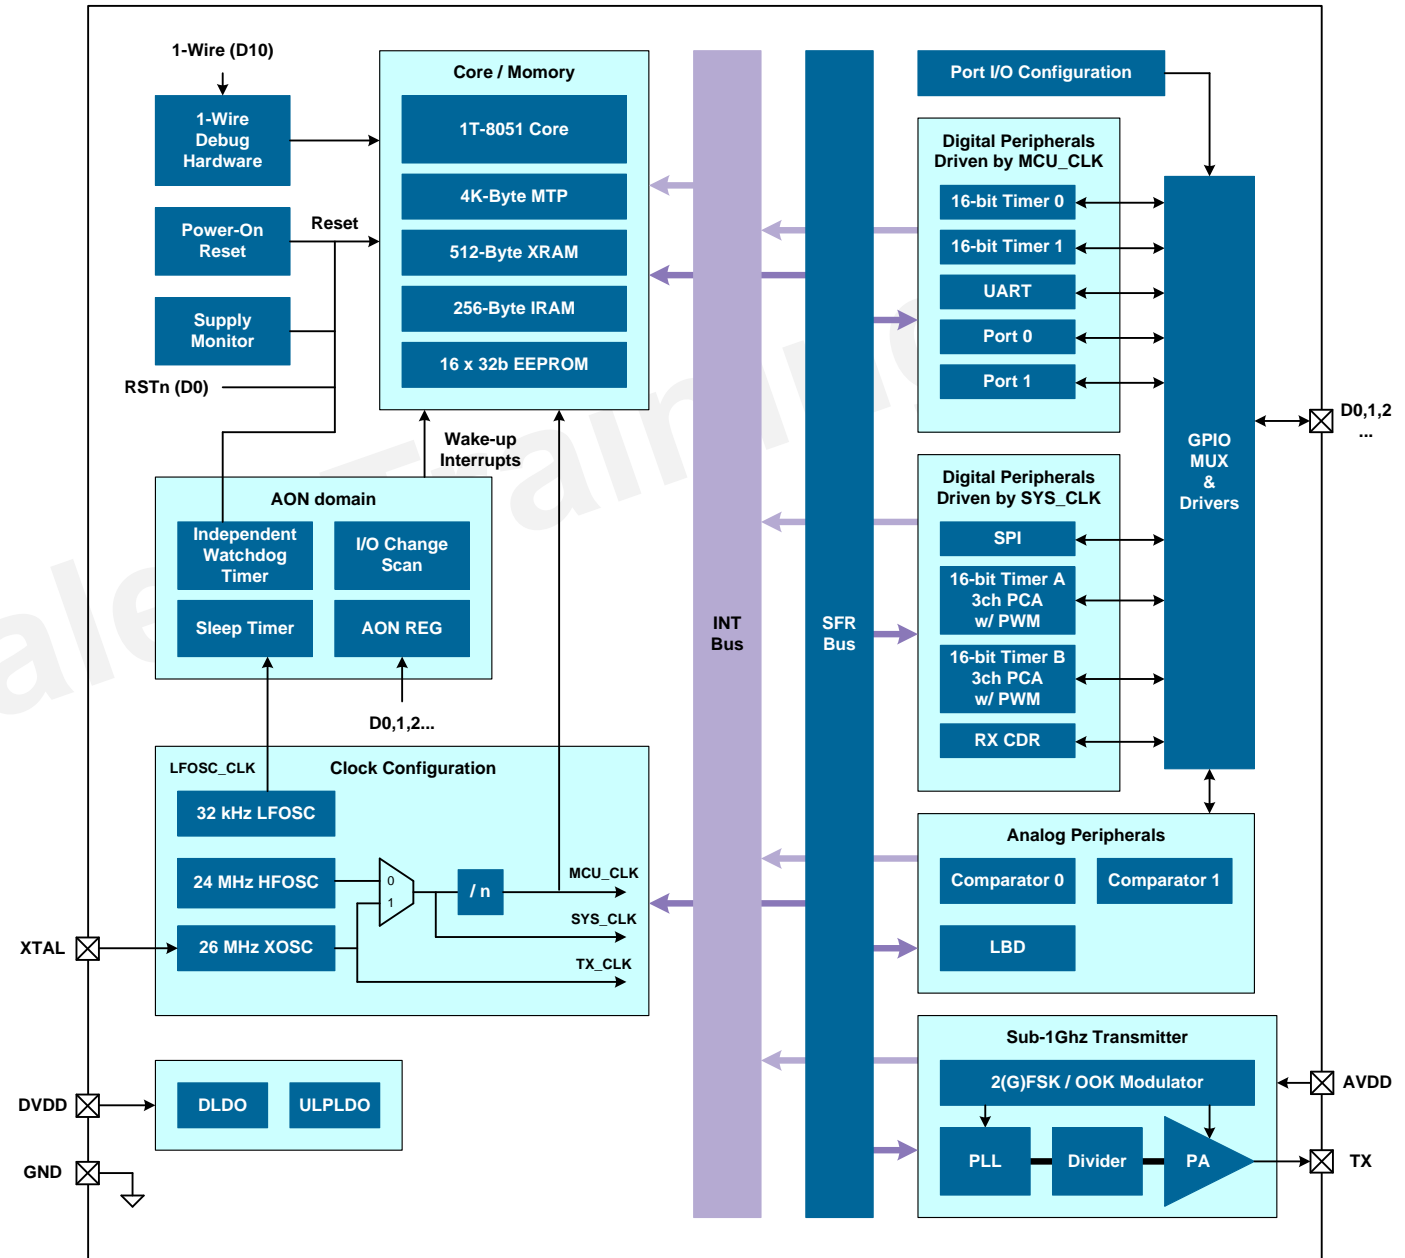 1-Wire (D10)
1-Wire
Debug
Hardware
Power-On
Reset
Reset
Supply
Monitor
RSTn (D0)
Core / Momory
1T-8051 Core
4K-Byte MTP
512-Byte XRAM
256-Byte IRAM
16 x 32b EEPROM
Wake-up
Interrupts
AON domain
Independent
Watchdog
Timer
I/O Change
Scan
Sleep Timer
AON REG
D0,1,2...
LFOSC_CLK
Clock Configuration
32 kHz LFOSC
24 MHz HFOSC
26 MHz XOSC
0
1
/ n
MCU_CLK
SYS_CLK
TX_CLK
XTAL
DVDD
DLDO
ULPLDO
GND
INT
Bus
SFR
Bus
Port I/O Configuration
Digital Peripherals
Driven by MCU_CLK
16-bit Timer 0
16-bit Timer 1
UART
Port 0
Port 1
Digital Peripherals
Driven by SYS_CLK
SPI
16-bit Timer A
3ch PCA
w/ PWM
16-bit Timer B
3ch PCA
w/ PWM
RX CDR
GPIO
MUX
&
Drivers
D0,1,2
...
Analog Peripherals
Comparator 0
Comparator 1
LBD
Sub-1Ghz Transmitter
2(G)FSK / OOK Modulator
PLL
Divider
PA
AVDD
TX